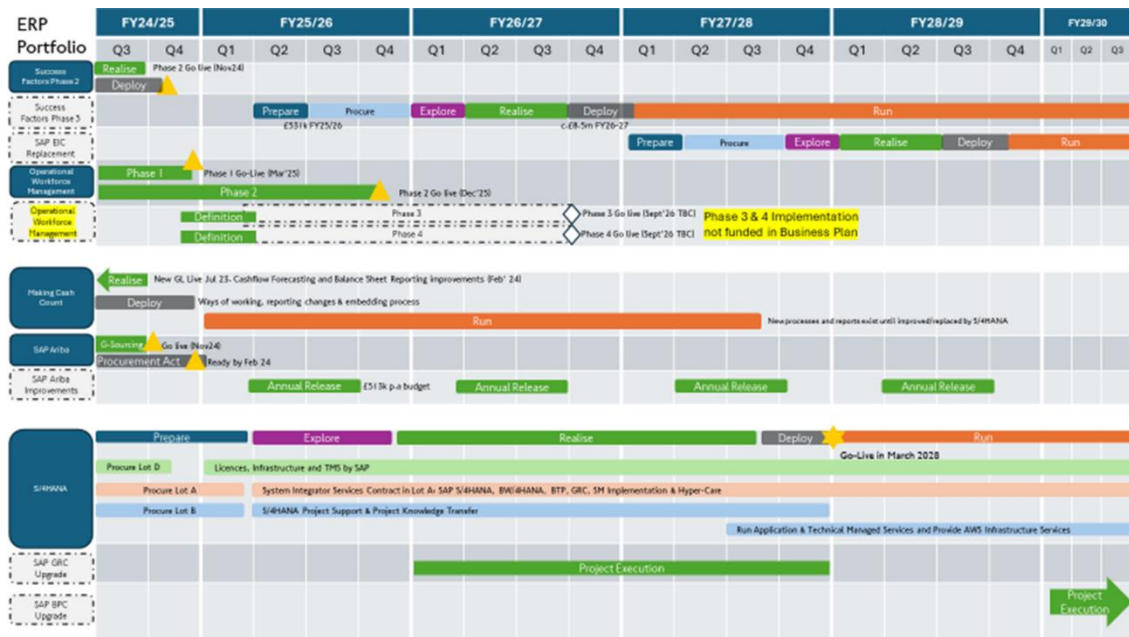 ERP
Portfolio
FY24/25 FY25/26 FY26/27 FY27/28 FY28/29 FY29/30
Q3 Q4 Q1 Q2 Q3 Q4 Q1 Q2 Q3 Q4 Q1 Q2 Q3 Q4 Q1 Q2 Q3 Q4 Q1 Q2 Q3
Success
Factors Phase 2
Realise
Phase 2 Go live (Nov24)
Deploy
Success
Factors Phase 3
Prepare Procure Explore Realise Deploy Run
£531k FY25/26
c.£8.5m FY26-27
SAP EIC
Replacement
Prepare Procure Explore Realise Deploy Run
Operational
Workforce
Management
Phase 1
Phase 1 Go-Live (Mar'25)
Phase 2
Phase 2 Go live (Dec'25)
Operational
Workforce
Management
Definition Phase 3 Phase 3 Go live (Sept'26 TBC)
Definition Phase 4 Phase 4 Go live (Sept'26 TBC)
Phase 3 & 4 Implementation
not funded in Business Plan
Making Cash
Count
Realise
New GL Live Jul 23. Cashflow Forecasting and Balance Sheet Reporting improvements (Feb' 24)
Deploy
Ways of working, reporting changes & embedding process
Run
New processes and reports exist until improved/replaced by S/4HANA
SAP Ariba
G-Sourcing
Go live (Nov24)
Procurement Act
Ready by Feb 24
SAP Ariba
Improvements
Annual Release £513k p.a budget Annual Release Annual Release Annual Release
S/4HANA
Prepare Explore Realise Deploy Run
Go-Live in March 2028
Procure Lot D
Licences, Infrastructure and TMS by SAP
Procure Lot A
System Integrator Services Contract in Lot A: SAP S/4HANA, BW/4HANA, BTP, GRC, SM Implementation & Hyper-Care
Procure Lot B
S/4HANA Project Support & Project Knowledge Transfer
Run Application & Technical Managed Services and Provide AWS Infrastructure Services
SAP GRC
Upgrade
Project Execution
SAP BPC
Upgrade
Project
Execution